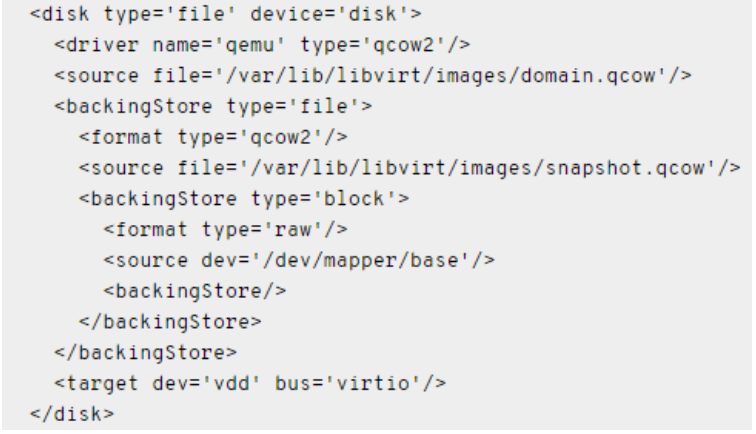 <disk type='file' device='disk'>
  <driver name='qemu' type='qcow2'/>
  <source file='/var/lib/libvirt/images/domain.qcow'/>
  <backingStore type='file'>
    <format type='qcow2'/>
    <source file='/var/lib/libvirt/images/snapshot.qcow'/>
    <backingStore type='block'>
      <format type='raw'/>
      <source dev='/dev/mapper/base'/>
      <backingStore/>
    </backingStore>
  </backingStore>
  <target dev='vdd' bus='virtio'/>
</disk>